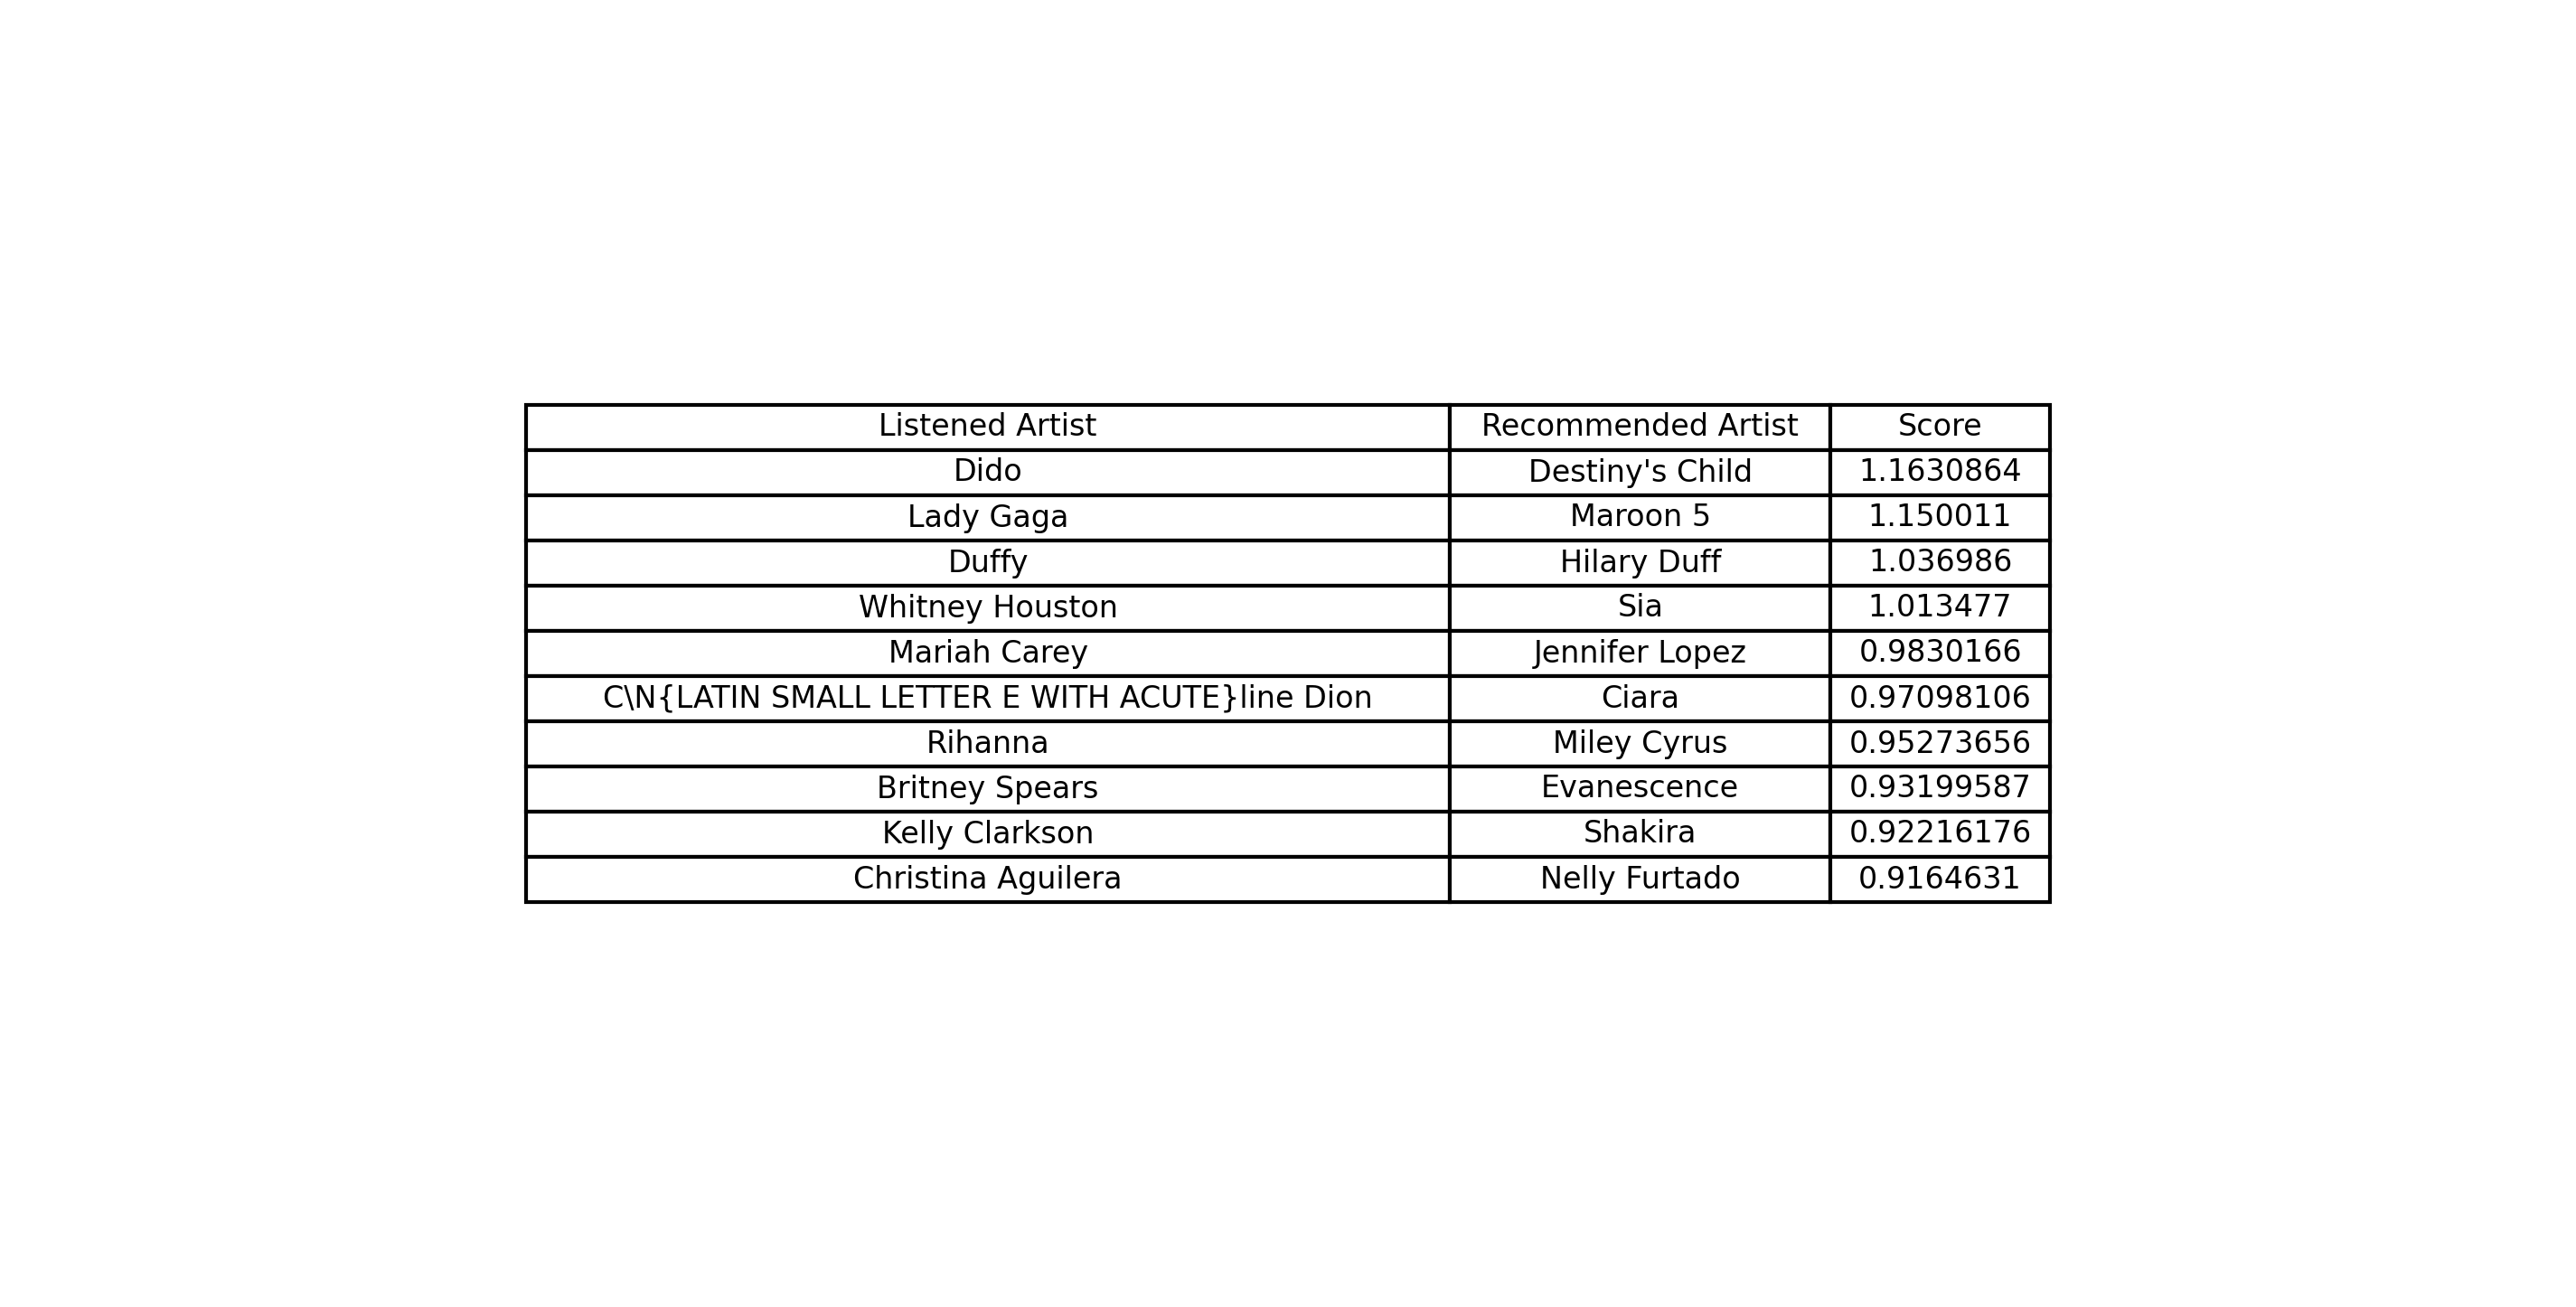 Listened Artist Recommended Artist Score
Dido Destiny's Child 1.1630864
Lady Gaga Maroon 5 1.150011
Duffy Hilary Duff 1.036986
Whitney Houston Sia 1.013477
Mariah Carey Jennifer Lopez 0.9830166
C\N{LATIN SMALL LETTER E WITH ACUTE}line Dion Ciara 0.97098106
Rihanna Miley Cyrus 0.95273656
Britney Spears Evanescence 0.93199587
Kelly Clarkson Shakira 0.92216176
Christina Aguilera Nelly Furtado 0.9164631